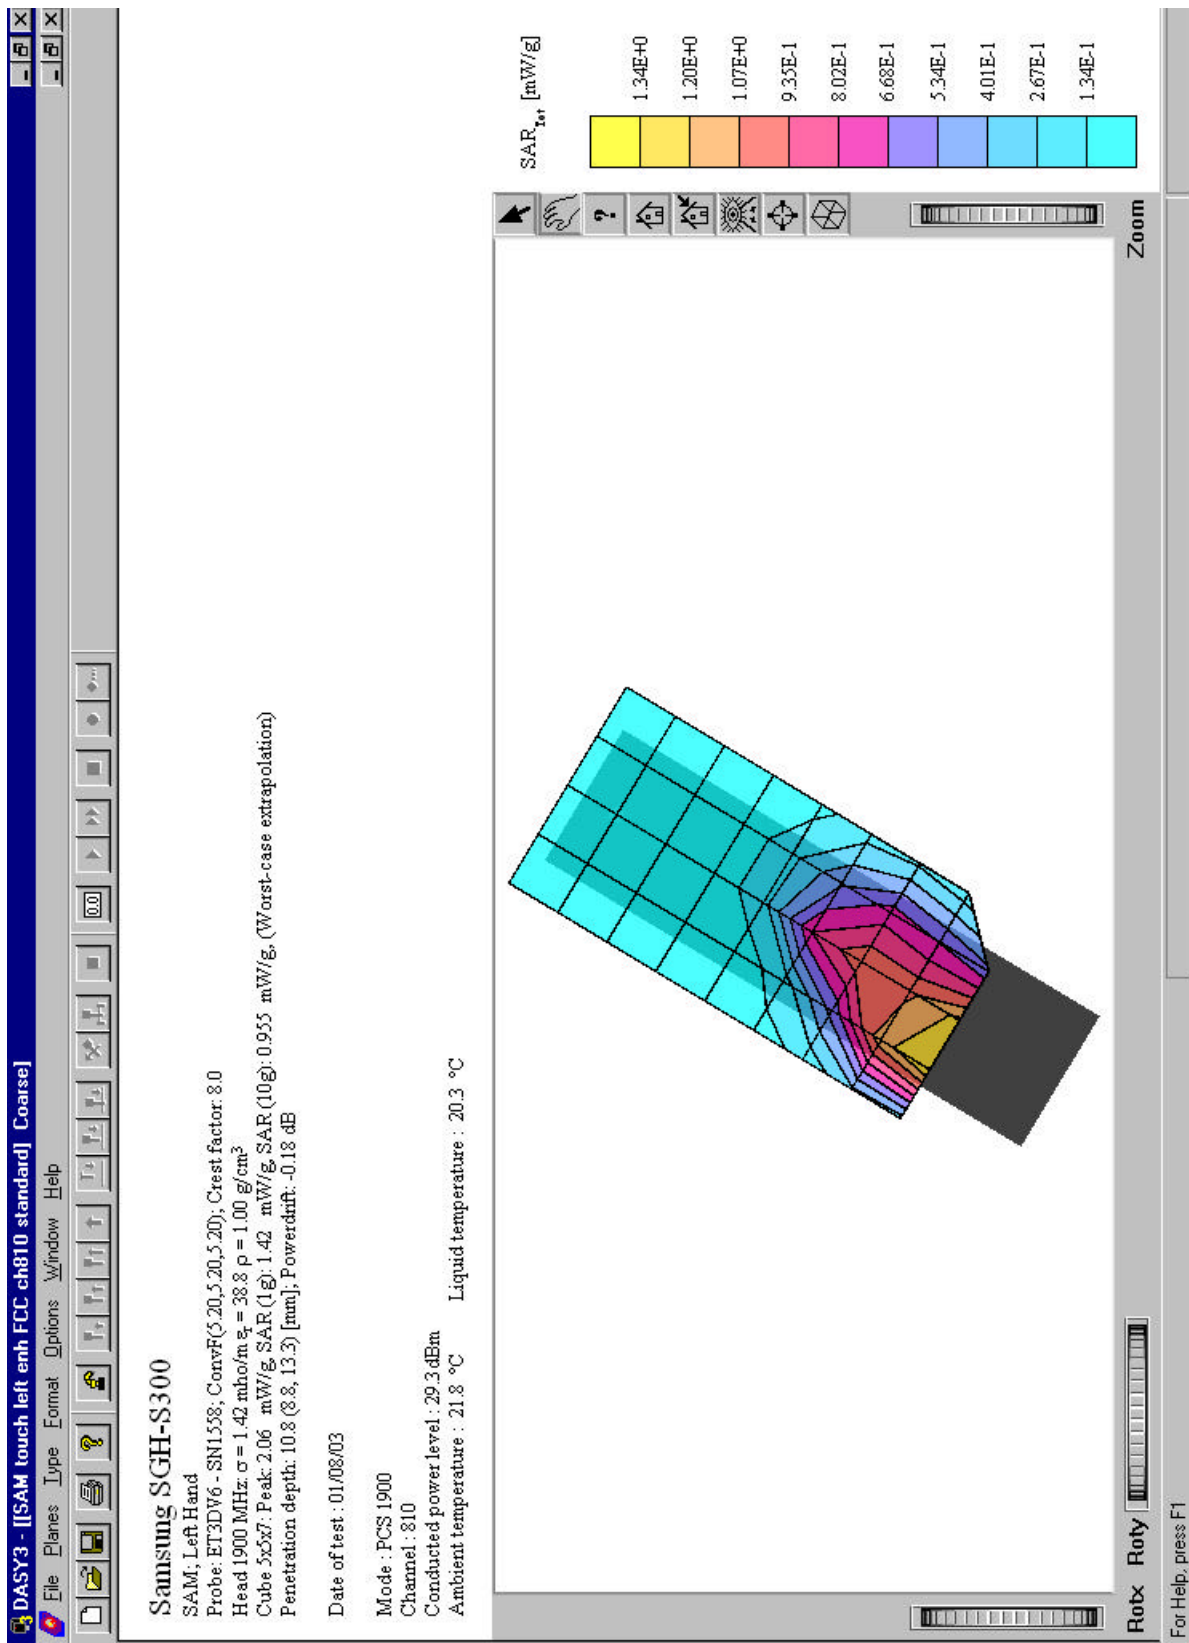 DASY3 - [[SAM touch left enh FCC ch810 standard] Coarse]
File Planes Type Format Options Window Help
0.0
Samsung SGH-S300
SAM; Left Hand
Probe: ET3DV6 - SN1558; ConvF(5.20,5.20,5.20); Crest factor: 8.0
Head 1900 MHz: σ = 1.42 mho/m εr = 38.8 ρ = 1.00 g/cm³
Cube 5x5x7: Peak: 2.06 mW/g, SAR (1g): 1.42 mW/g, SAR (10g): 0.955 mW/g, (Worst-case extrapolation)
Penetration depth: 10.8 (8.8, 13.3) [mm]; Powerdrift: -0.18 dB
Date of test : 01/08/03
Mode : PCS 1900
Channel : 810
Conducted power level : 29.3 dBm
Ambient temperature : 21.8 °C Liquid temperature : 20.3 °C
SARTot [mW/g]
1.34E+0
1.20E+0
1.07E+0
9.35E-1
8.02E-1
6.68E-1
5.34E-1
4.01E-1
2.67E-1
1.34E-1
Rotx Roty Zoom
For Help, press F1